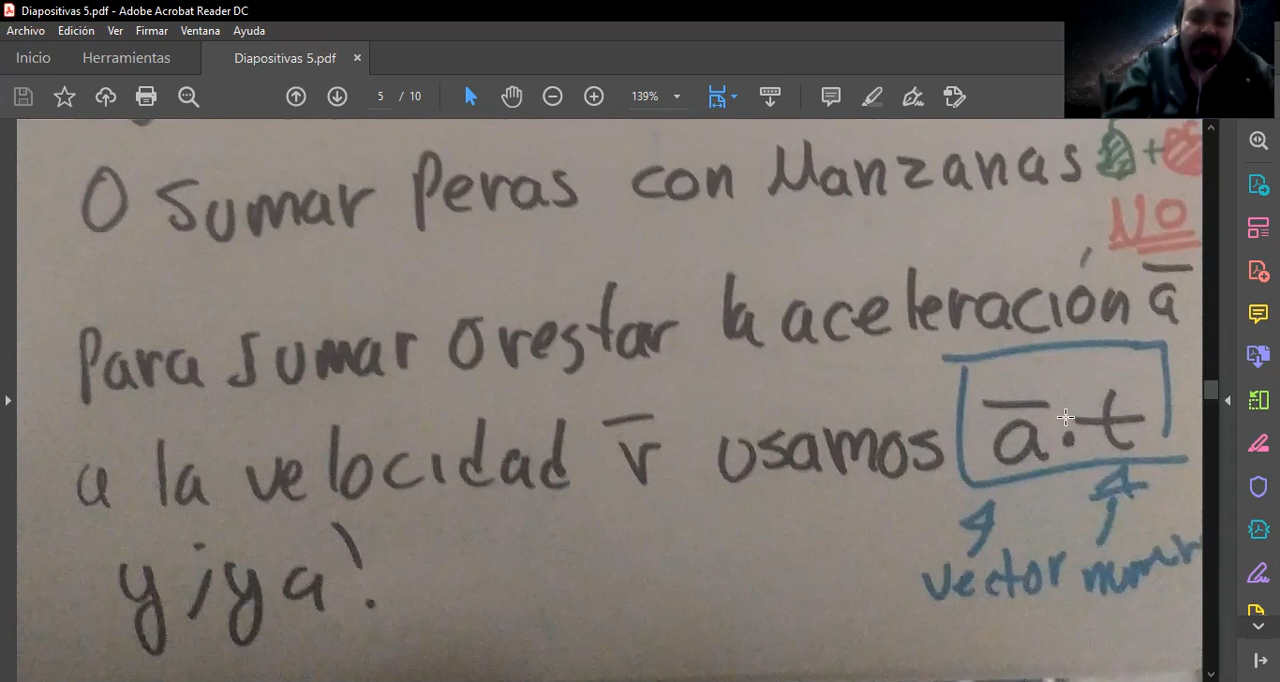 Diapositivas 5.pdf - Adobe Acrobat Reader DC
Archivo Edición Ver Firmar Ventana Ayuda
Inicio Herramientas Diapositivas 5.pdf ×
5 / 10 139%
O sumar Peras con Manzanas +
NO
para sumar o restar la aceleración a̅
a la velocidad v̅ usamos a̅ · t
y ¡ya!
vector